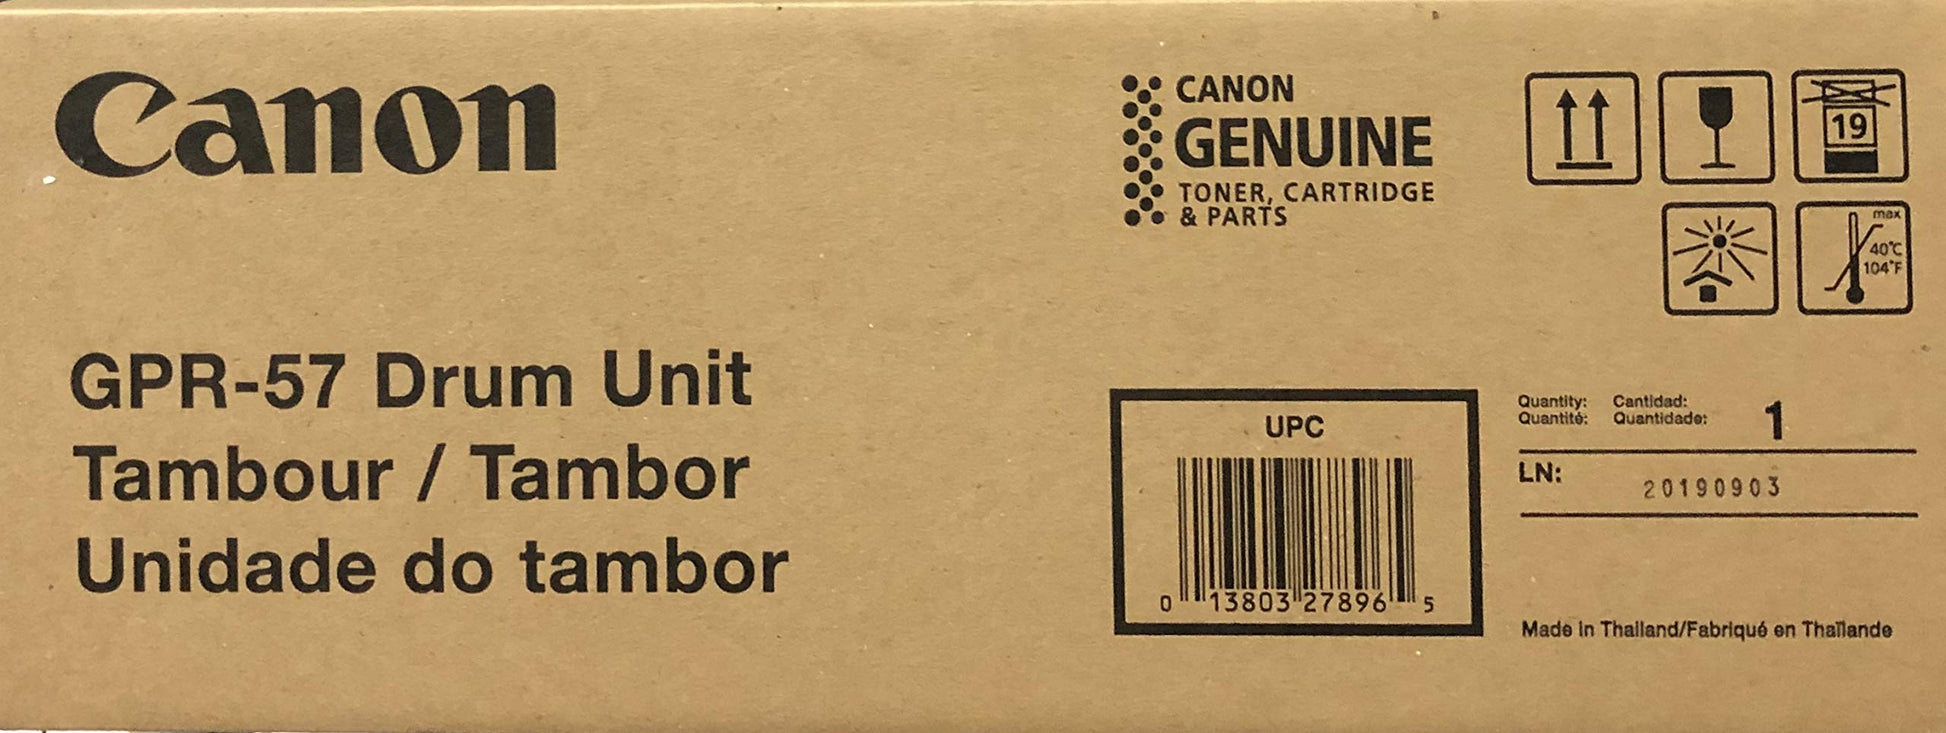 Canon
CANON
GENUINE
TONER, CARTRIDGE
& PARTS
19
max
40°C
104°F
GPR-57 Drum Unit
Tambour / Tambor
Unidade do tambor
UPC
0 13803 27896 5
Quantity: Cantidad:
Quantité: Quantidade: 1
LN: 20190903
Made in Thailand/Fabriqué en Thaïlande